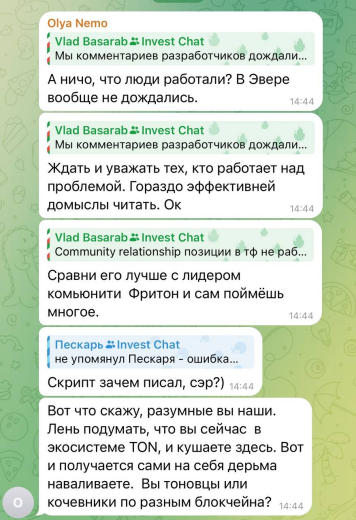 Olya Nemo
Vlad Basarab Invest Chat
Мы комментариев разработчиков дождали...
А ничо, что люди работали? В Эвере
вообще не дождались.
14:44
Vlad Basarab Invest Chat
Мы комментариев разработчиков дождали...
Ждать и уважать тех, кто работает над
проблемой. Гораздо эффективней
домыслы читать. Ок
14:44
Vlad Basarab Invest Chat
Community relationship позиции в тф не раб...
Сравни его лучше с лидером
комьюнити Фритон и сам поймёшь
многое.
14:44
Пескарь Invest Chat
не упомянул Пескаря - ошибка...
Скрипт зачем писал, сэр?) 14:44
Вот что скажу, разумные вы наши.
Лень подумать, что вы сейчас в
экосистеме TON, и кушаете здесь. Вот
и получается сами на себя дерьма
наваливаете. Вы тоновцы или
кочевники по разным блокчейна?
14:44
O